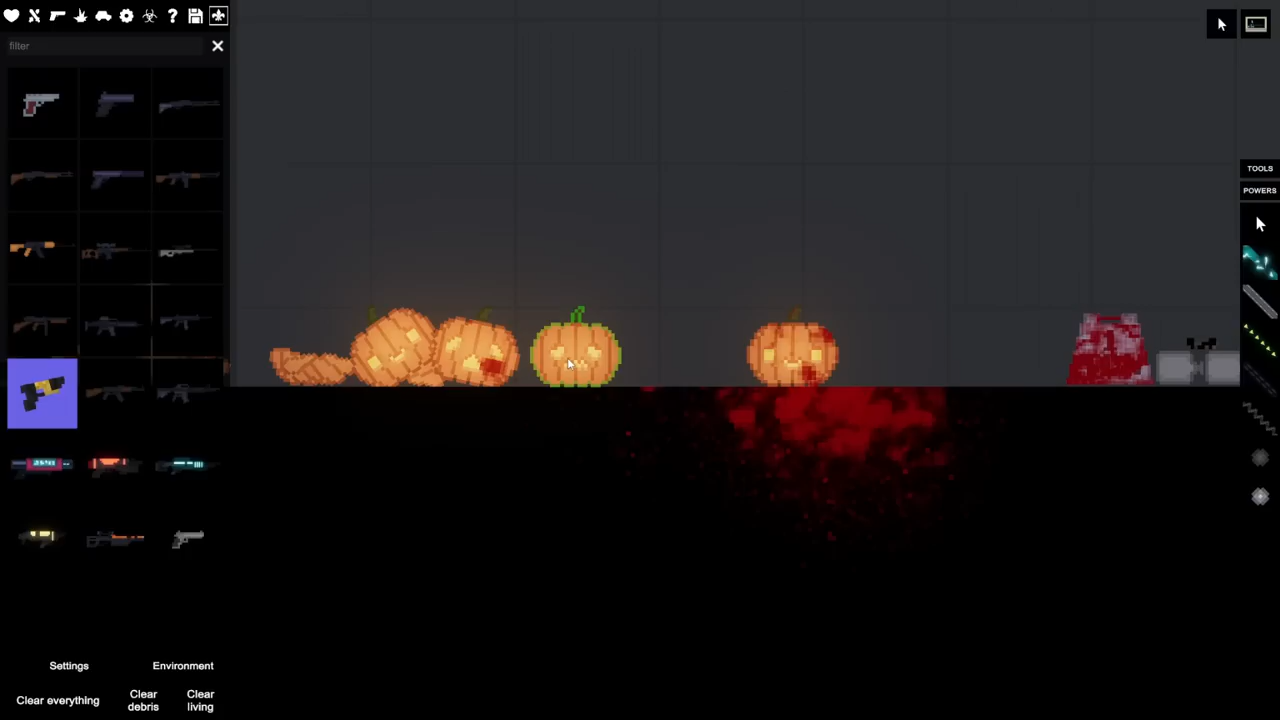 filter
TOOLS
POWERS
Settings
Environment
Clear everything
Clear
debris
Clear
living